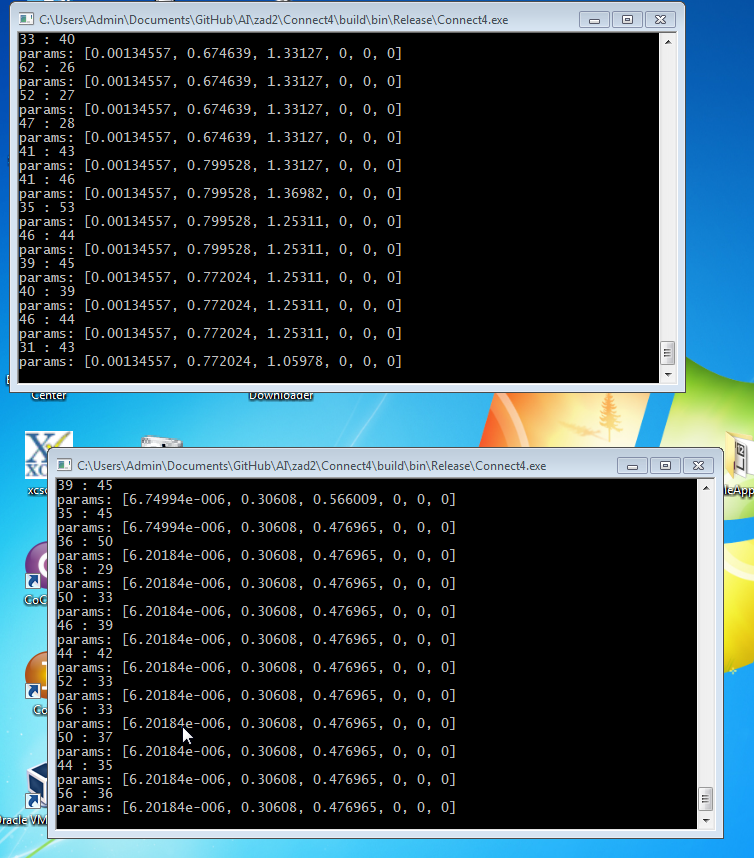 C:\Users\Admin\Documents\GitHub\AI\zad2\Connect4\build\bin\Release\Connect4.exe
33 : 40
params: [0.00134557, 0.674639, 1.33127, 0, 0, 0]
62 : 26
params: [0.00134557, 0.674639, 1.33127, 0, 0, 0]
52 : 27
params: [0.00134557, 0.674639, 1.33127, 0, 0, 0]
47 : 28
params: [0.00134557, 0.674639, 1.33127, 0, 0, 0]
41 : 43
params: [0.00134557, 0.799528, 1.33127, 0, 0, 0]
41 : 46
params: [0.00134557, 0.799528, 1.36982, 0, 0, 0]
35 : 53
params: [0.00134557, 0.799528, 1.25311, 0, 0, 0]
46 : 44
params: [0.00134557, 0.799528, 1.25311, 0, 0, 0]
39 : 45
params: [0.00134557, 0.772024, 1.25311, 0, 0, 0]
40 : 39
params: [0.00134557, 0.772024, 1.25311, 0, 0, 0]
46 : 44
params: [0.00134557, 0.772024, 1.25311, 0, 0, 0]
31 : 43
params: [0.00134557, 0.772024, 1.05978, 0, 0, 0]
Center
Downloader
C:\Users\Admin\Documents\GitHub\AI\zad2\Connect4\build\bin\Release\Connect4.exe
39 : 45
params: [6.74994e-006, 0.30608, 0.566009, 0, 0, 0]
35 : 45
params: [6.74994e-006, 0.30608, 0.476965, 0, 0, 0]
36 : 50
params: [6.20184e-006, 0.30608, 0.476965, 0, 0, 0]
58 : 29
params: [6.20184e-006, 0.30608, 0.476965, 0, 0, 0]
50 : 33
params: [6.20184e-006, 0.30608, 0.476965, 0, 0, 0]
46 : 39
params: [6.20184e-006, 0.30608, 0.476965, 0, 0, 0]
44 : 42
params: [6.20184e-006, 0.30608, 0.476965, 0, 0, 0]
52 : 33
params: [6.20184e-006, 0.30608, 0.476965, 0, 0, 0]
56 : 33
params: [6.20184e-006, 0.30608, 0.476965, 0, 0, 0]
50 : 37
params: [6.20184e-006, 0.30608, 0.476965, 0, 0, 0]
44 : 35
params: [6.20184e-006, 0.30608, 0.476965, 0, 0, 0]
56 : 36
params: [6.20184e-006, 0.30608, 0.476965, 0, 0, 0]